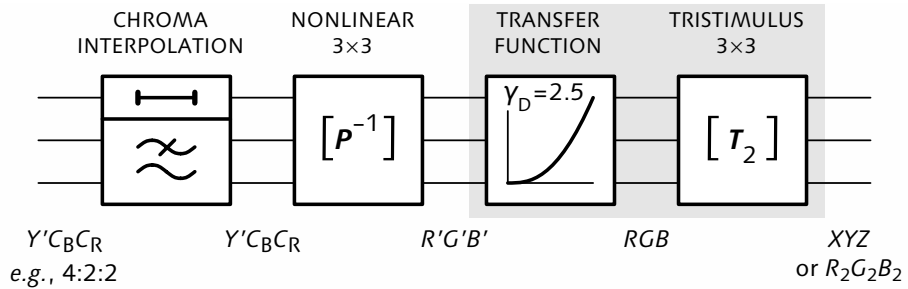 CHROMA
INTERPOLATION
NONLINEAR
3×3
TRANSFER
FUNCTION
TRISTIMULUS
3×3
[P⁻¹]
γD=2.5
[T₂]
Y'CBCR
e.g., 4:2:2
Y'CBCR
R'G'B'
RGB
XYZ
or R₂G₂B₂